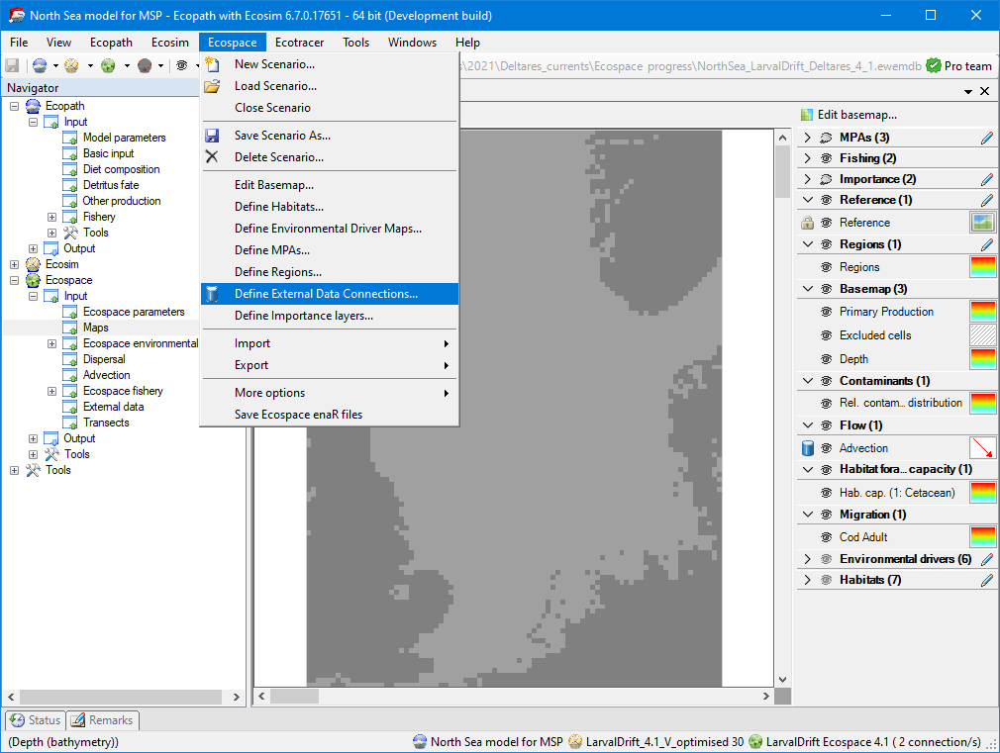 North Sea model for MSP - Ecopath with Ecosim 6.7.0.17651 - 64 bit (Development build)
File View Ecopath Ecosim Ecospace Ecotracer Tools Windows Help
\2021\Deltares_currents\Ecospace progress\NorthSea_LarvalDrift_Deltares_4_1.ewemdb Pro team
Navigator
Ecopath
Input
Model parameters
Basic input
Diet composition
Detritus fate
Other production
Fishery
Tools
Output
Ecosim
Ecospace
Input
Ecospace parameters
Maps
Ecospace environmental
Dispersal
Advection
Ecospace fishery
External data
Transects
Output
Tools
Tools
New Scenario...
Load Scenario...
Close Scenario
Save Scenario As...
Delete Scenario...
Edit Basemap...
Define Habitats...
Define Environmental Driver Maps...
Define MPAs...
Define Regions...
Define External Data Connections...
Define Importance layers...
Import
Export
More options
Save Ecospace enaR files
Edit basemap...
MPAs (3)
Fishing (2)
Importance (2)
Reference (1)
Reference
Regions (1)
Regions
Basemap (3)
Primary Production
Excluded cells
Depth
Contaminants (1)
Rel. contam... distribution
Flow (1)
Advection
Habitat fora... capacity (1)
Hab. cap. (1: Cetacean)
Migration (1)
Cod Adult
Environmental drivers (6)
Habitats (7)
Status Remarks
(Depth (bathymetry)) North Sea model for MSP LarvalDrift_4.1_V_optimised 30 LarvalDrift Ecospace 4.1 ( 2 connection/s)